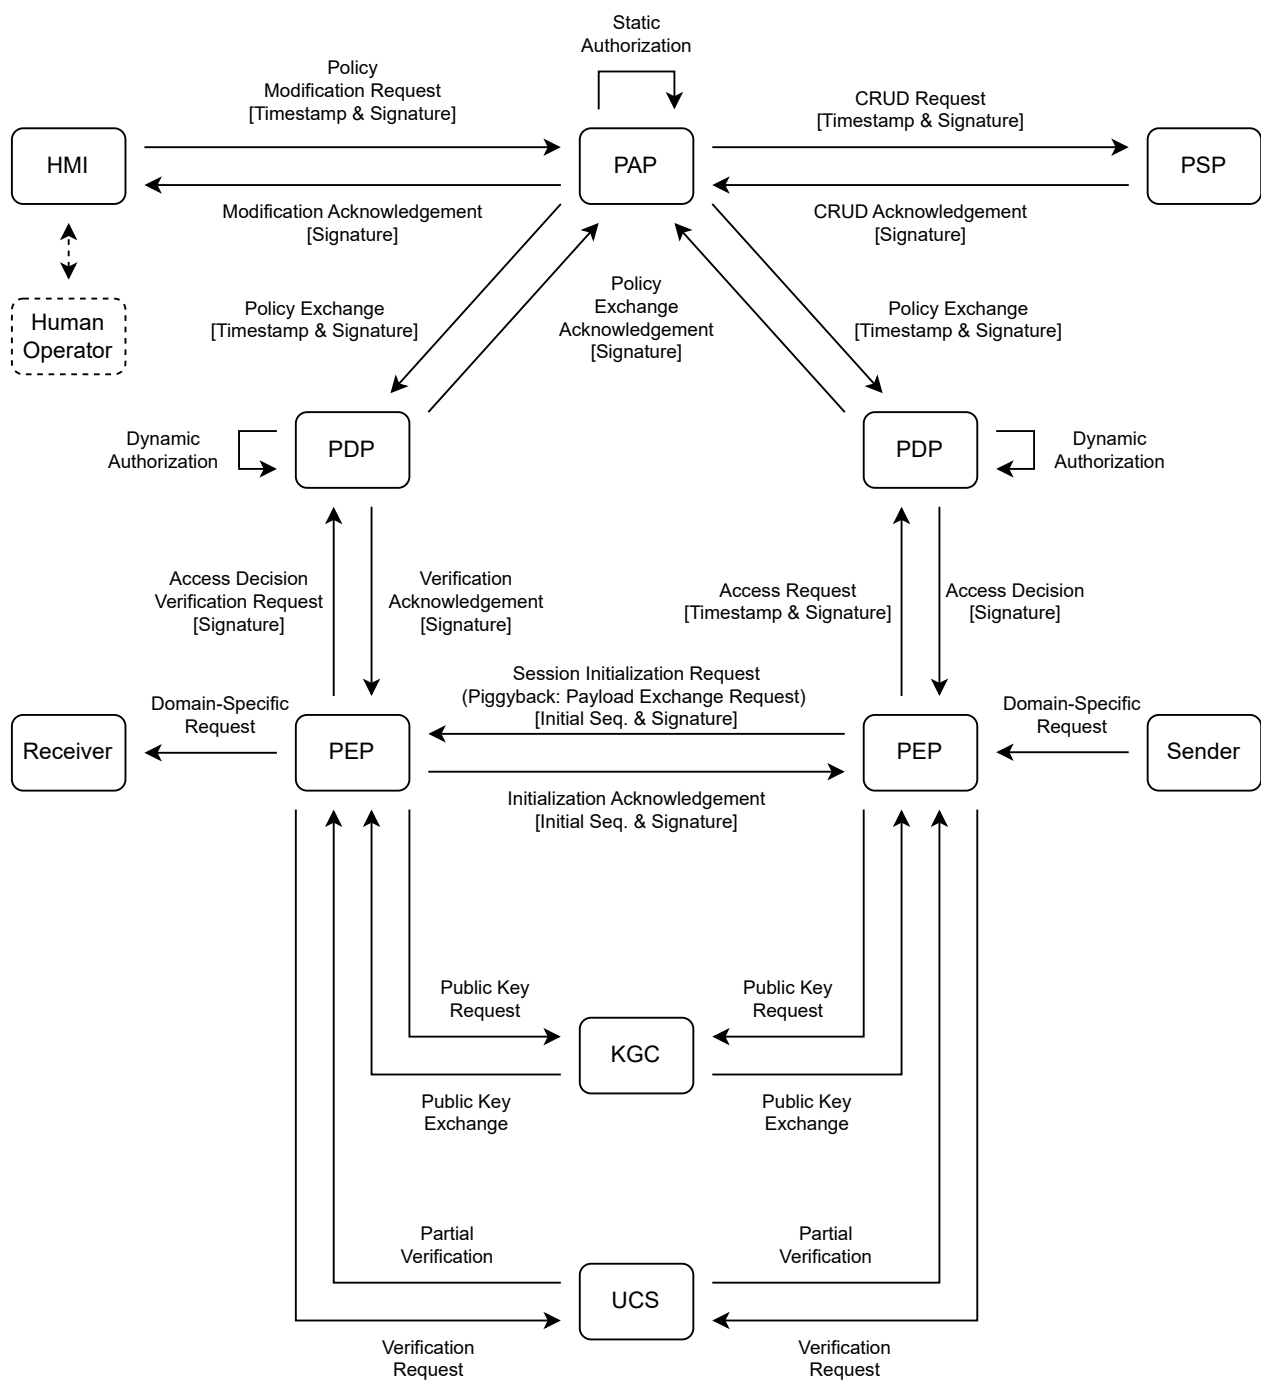 Static
Authorization
Policy
Modification Request
[Timestamp & Signature]
CRUD Request
[Timestamp & Signature]
HMI
PAP
PSP
Modification Acknowledgement
[Signature]
CRUD Acknowledgement
[Signature]
Human
Operator
Policy Exchange
[Timestamp & Signature]
Policy
Exchange
Acknowledgement
[Signature]
Policy Exchange
[Timestamp & Signature]
Dynamic
Authorization
PDP
PDP
Dynamic
Authorization
Access Decision
Verification Request
[Signature]
Verification
Acknowledgement
[Signature]
Access Request
[Timestamp & Signature]
Access Decision
[Signature]
Session Initialization Request
(Piggyback: Payload Exchange Request)
[Initial Seq. & Signature]
Domain-Specific
Request
Domain-Specific
Request
Receiver
PEP
PEP
Sender
Initialization Acknowledgement
[Initial Seq. & Signature]
Public Key
Request
Public Key
Request
KGC
Public Key
Exchange
Public Key
Exchange
Partial
Verification
Partial
Verification
UCS
Verification
Request
Verification
Request